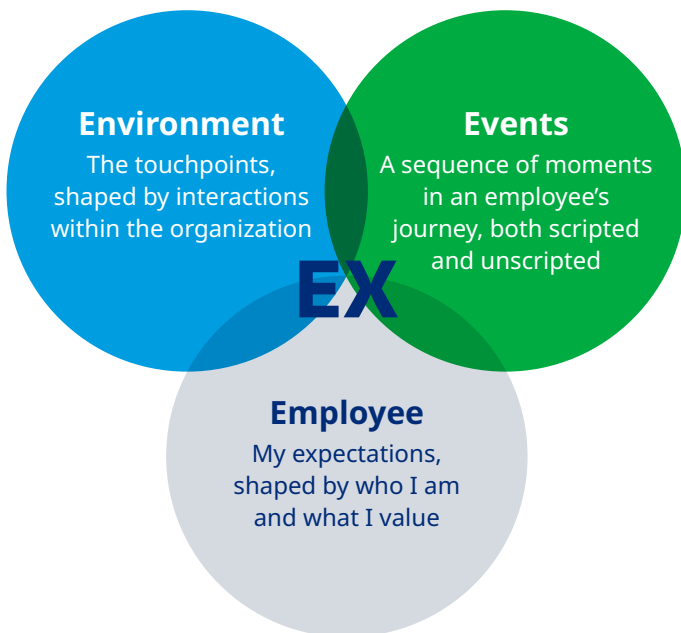 Environment
The touchpoints,
shaped by interactions
within the organization
Events
A sequence of moments
in an employee’s
journey, both scripted
and unscripted
EX
Employee
My expectations,
shaped by who I am
and what I value